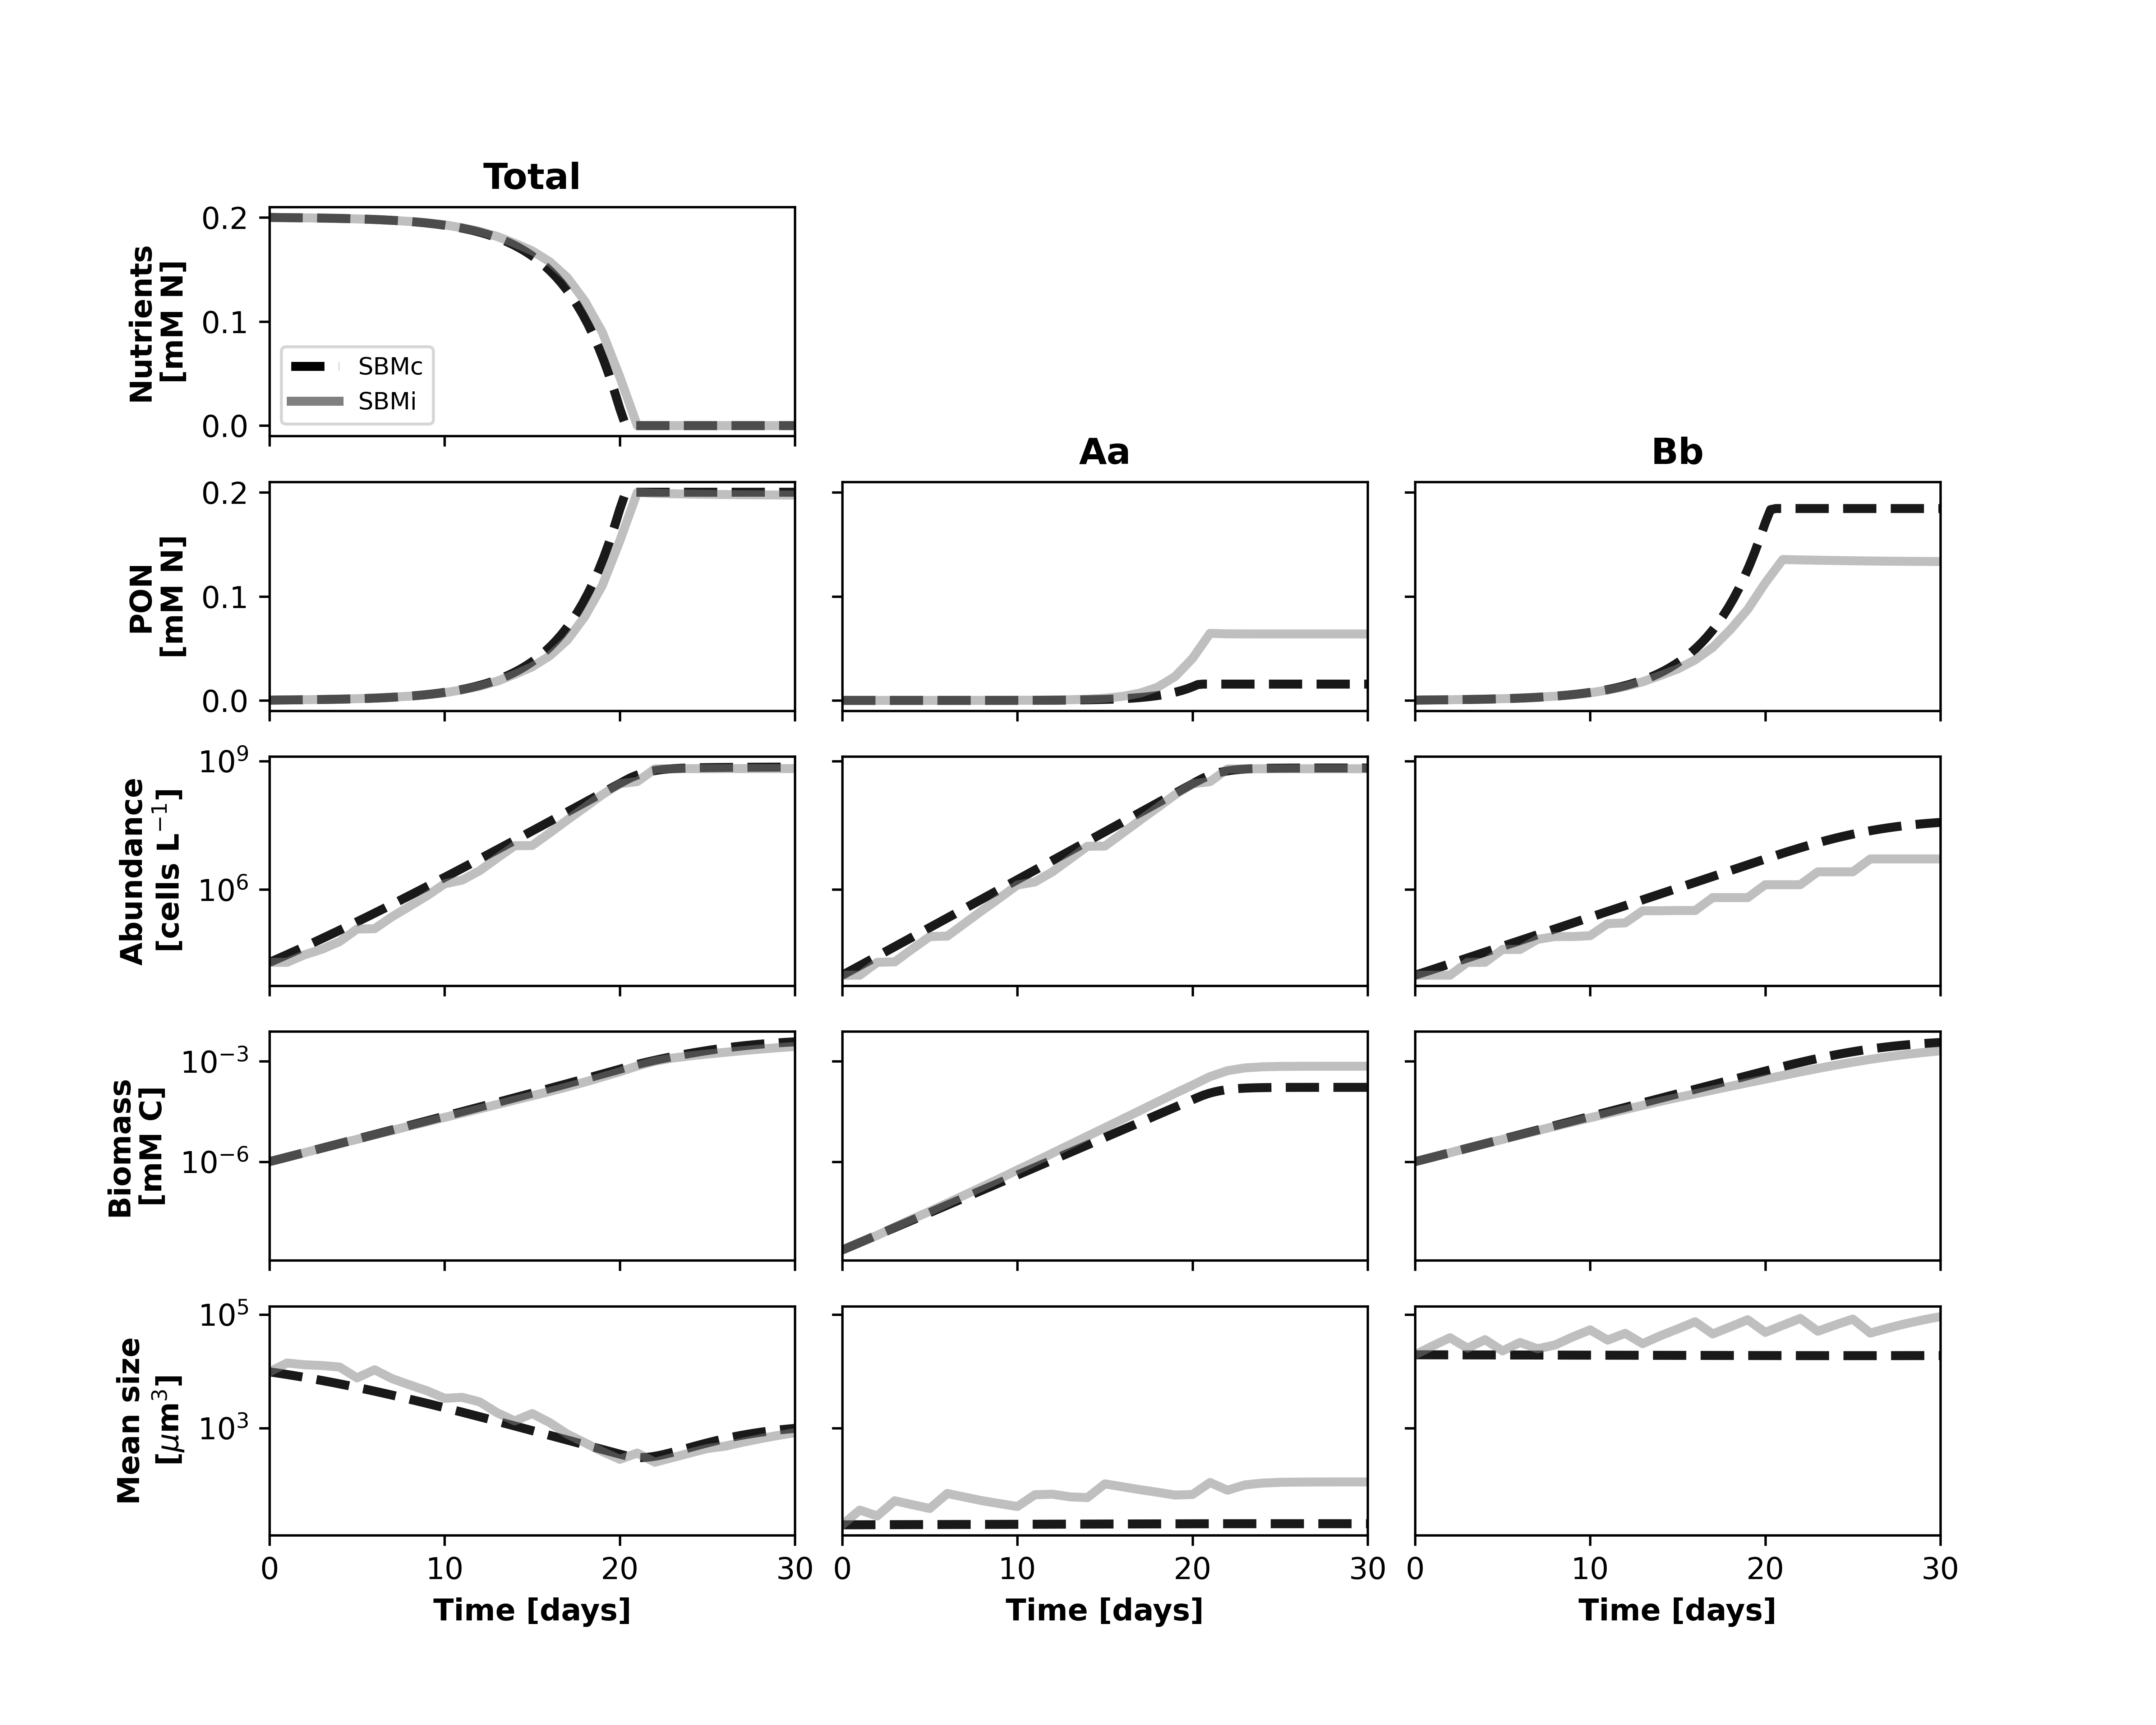 Total
Nutrients
[mM N]
0.2
0.1
0.0
SBMc
SBMi
Aa
Bb
PON
[mM N]
0.2
0.1
0.0
Abundance
[cells L⁻¹]
10⁹
10⁶
Biomass
[mM C]
10⁻³
10⁻⁶
Mean size
[μm³]
10⁵
10³
0 10 20 30 0 10 20 30 0 10 20 30
Time [days] Time [days] Time [days]